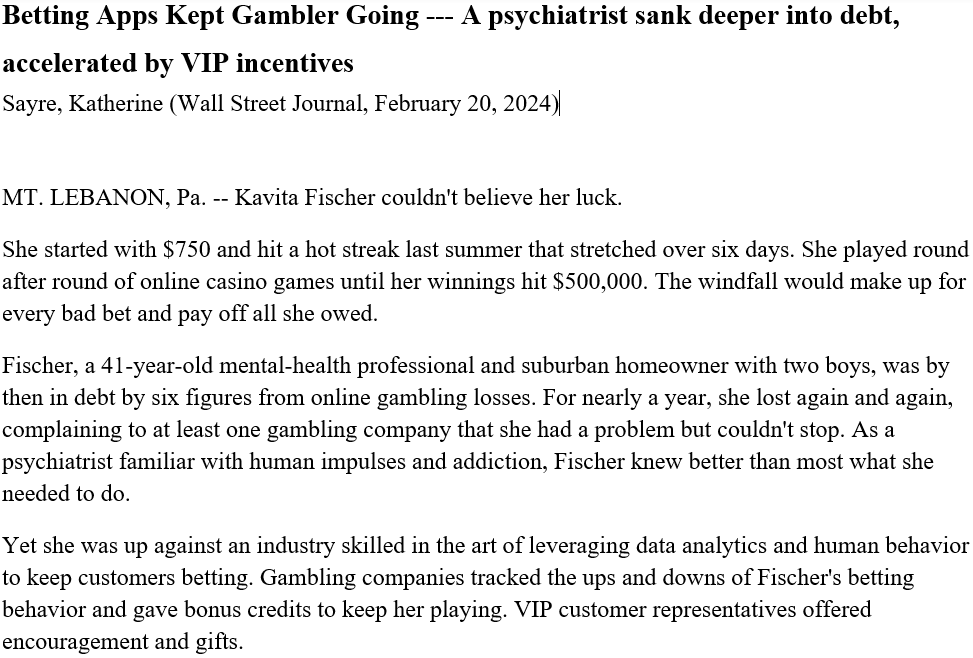 Betting Apps Kept Gambler Going --- A psychiatrist sank deeper into debt,
accelerated by VIP incentives
Sayre, Katherine (Wall Street Journal, February 20, 2024)
MT. LEBANON, Pa. -- Kavita Fischer couldn't believe her luck.
She started with $750 and hit a hot streak last summer that stretched over six days. She played round
after round of online casino games until her winnings hit $500,000. The windfall would make up for
every bad bet and pay off all she owed.
Fischer, a 41-year-old mental-health professional and suburban homeowner with two boys, was by
then in debt by six figures from online gambling losses. For nearly a year, she lost again and again,
complaining to at least one gambling company that she had a problem but couldn't stop. As a
psychiatrist familiar with human impulses and addiction, Fischer knew better than most what she
needed to do.
Yet she was up against an industry skilled in the art of leveraging data analytics and human behavior
to keep customers betting. Gambling companies tracked the ups and downs of Fischer's betting
behavior and gave bonus credits to keep her playing. VIP customer representatives offered
encouragement and gifts.